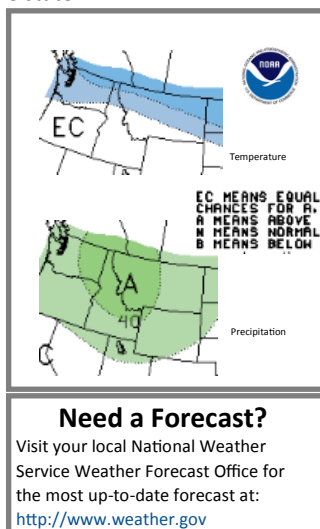 NOAA
EC
Temperature
EC MEANS EQUAL
CHANCES FOR A,
A MEANS ABOVE
N MEANS NORMAL
B MEANS BELOW
A
40
Precipitation
C
Need a Forecast?
Visit your local National Weather
Service Weather Forecast Office for
the most up-to-date forecast at:
http://www.weather.gov